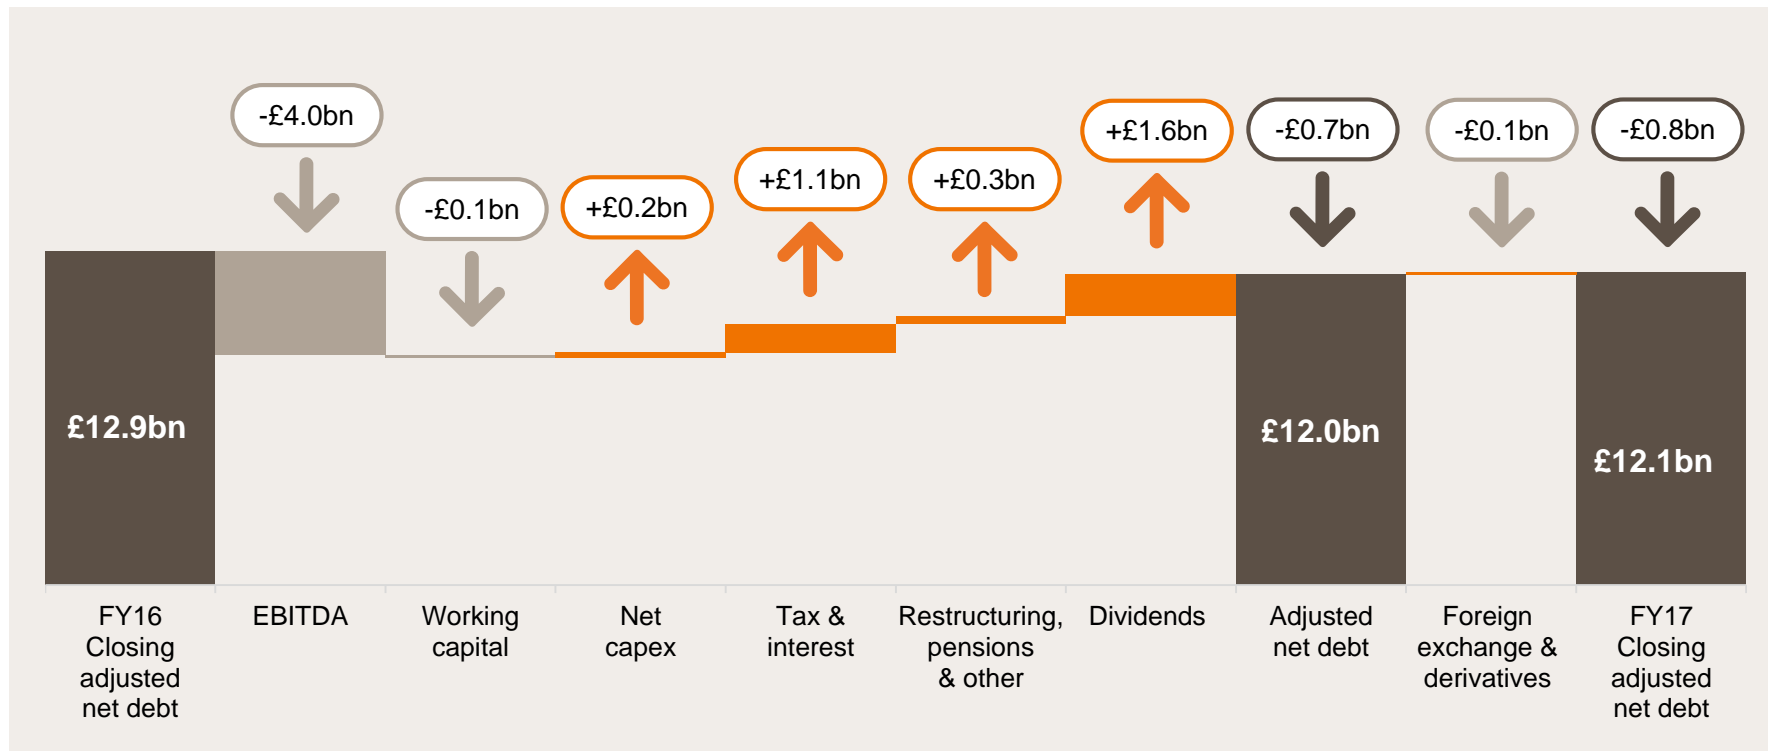 -£4.0bn
-£0.1bn
+£0.2bn
+£1.1bn
+£0.3bn
+£1.6bn
-£0.7bn
-£0.1bn
-£0.8bn
£12.9bn
£12.0bn
£12.1bn
FY16
Closing
adjusted
net debt
EBITDA
Working
capital
Net
capex
Tax &
interest
Restructuring,
pensions
& other
Dividends
Adjusted
net debt
Foreign
exchange &
derivatives
FY17
Closing
adjusted
net debt